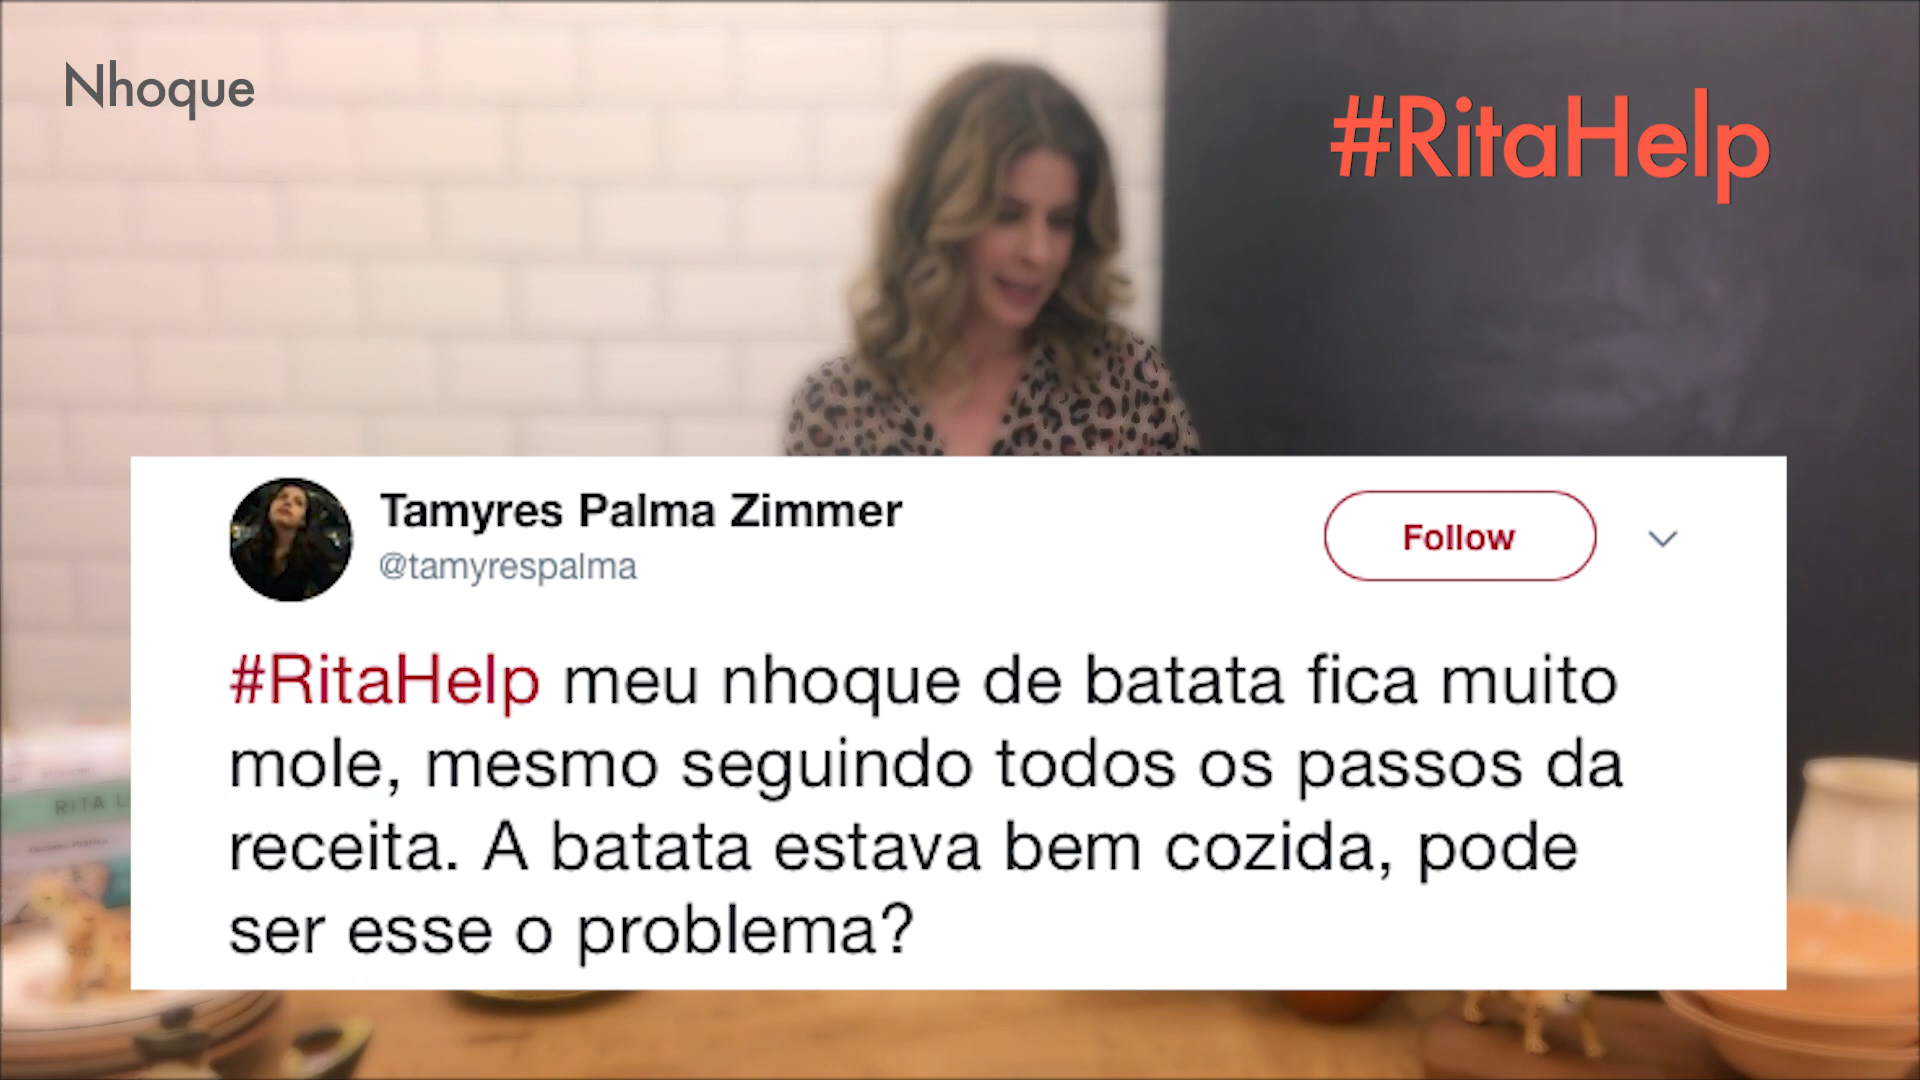 Nhoque
#RitaHelp
Tamyres Palma Zimmer
@tamyrespalma
Follow
#RitaHelp meu nhoque de batata fica muito
mole, mesmo seguindo todos os passos da
receita. A batata estava bem cozida, pode
ser esse o problema?
RITA L